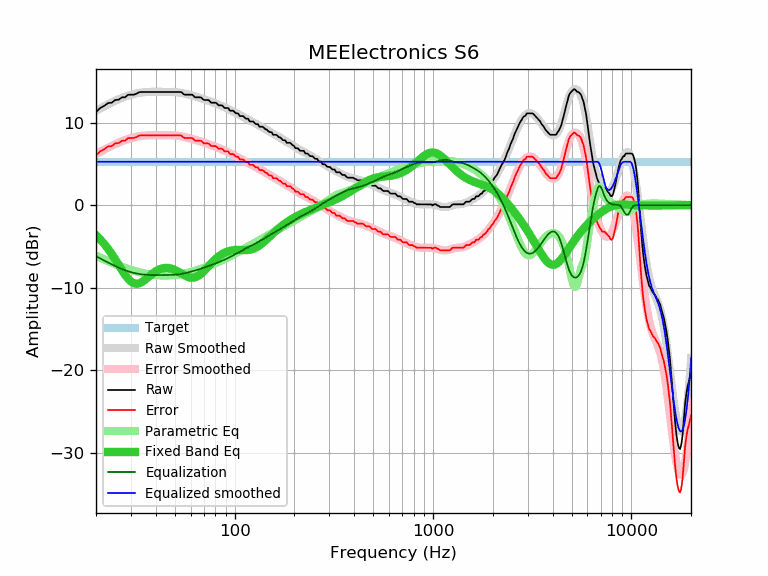 MEElectronics S6
Amplitude (dBr)
10
0
−10
−20
−30
Target
Raw Smoothed
Error Smoothed
Raw
Error
Parametric Eq
Fixed Band Eq
Equalization
Equalized smoothed
100
1000
10000
Frequency (Hz)